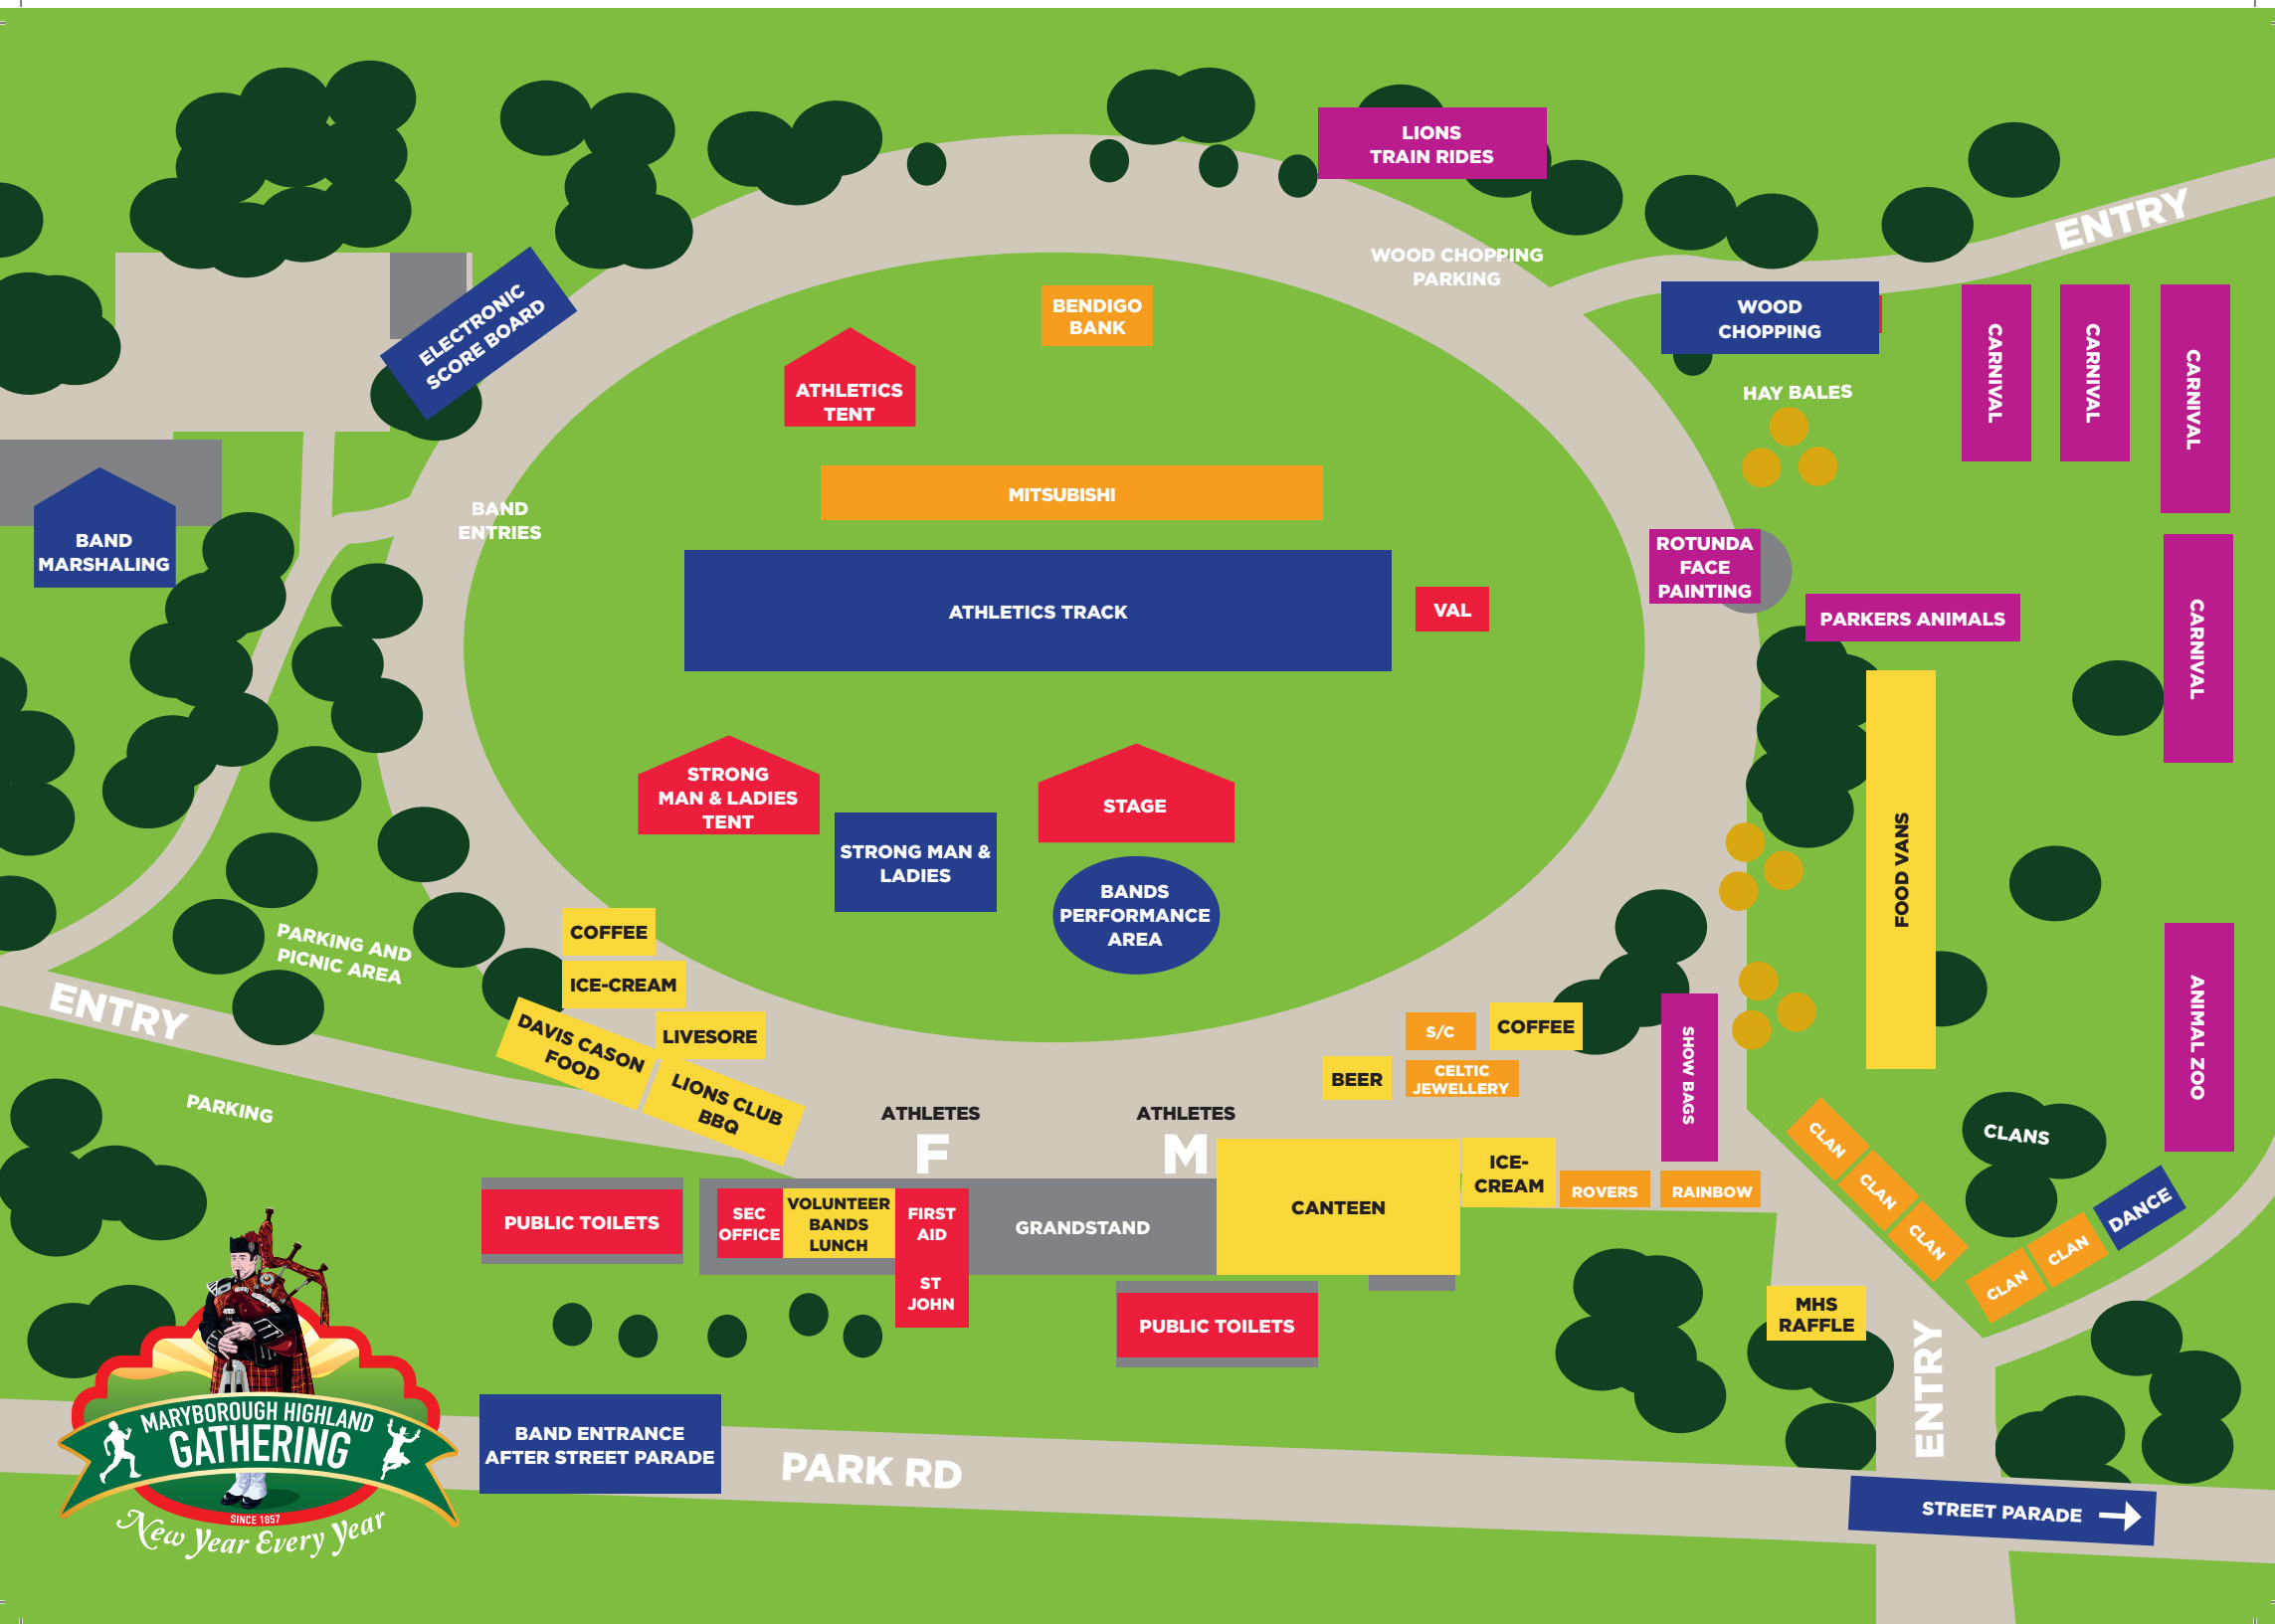 LIONS
TRAIN RIDES
ENTRY
WOOD CHOPPING
PARKING
BENDIGO
BANK
WOOD
CHOPPING
ELECTRONIC
SCORE BOARD
CARNIVAL
CARNIVAL
CARNIVAL
ATHLETICS
TENT
HAY BALES
MITSUBISHI
BAND
ENTRIES
BAND
MARSHALING
ROTUNDA
FACE
PAINTING
ATHLETICS TRACK
VAL
PARKERS ANIMALS
CARNIVAL
STRONG
MAN & LADIES
TENT
STAGE
STRONG MAN &
LADIES
FOOD VANS
BANDS
PERFORMANCE
AREA
COFFEE
PARKING AND
PICNIC AREA
ICE-CREAM
ENTRY
DAVIS CASON
FOOD
LIVESORE
S/C
COFFEE
SHOW BAGS
ANIMAL ZOO
BEER
CELTIC
JEWELLERY
LIONS CLUB
BBQ
PARKING
ATHLETES
F
ATHLETES
M
CLAN
CLANS
ICE-
CREAM
ROVERS
RAINBOW
CLAN
CLAN
CLAN
CLAN
DANCE
PUBLIC TOILETS
SEC
OFFICE
VOLUNTEER
BANDS
LUNCH
FIRST
AID
ST
JOHN
GRANDSTAND
CANTEEN
PUBLIC TOILETS
MHS
RAFFLE
ENTRY
MARYBOROUGH HIGHLAND
GATHERING
SINCE 1857
New Year Every Year
BAND ENTRANCE
AFTER STREET PARADE
PARK RD
STREET PARADE